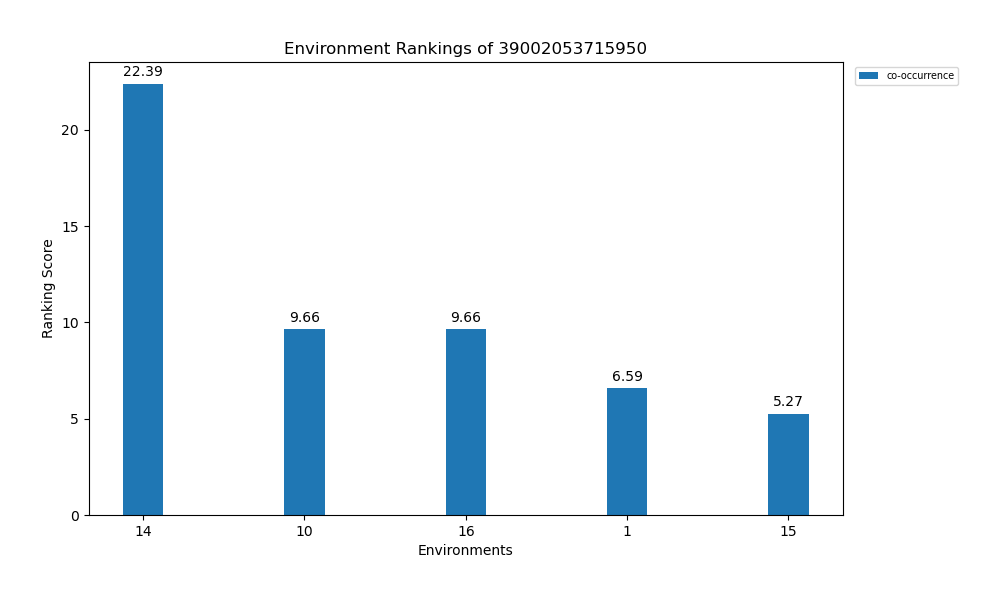 Environment Rankings of 39002053715950
co-occurrence
22.39
9.66
9.66
6.59
5.27
Ranking Score
20
15
10
5
0
14 10 16 1 15
Environments